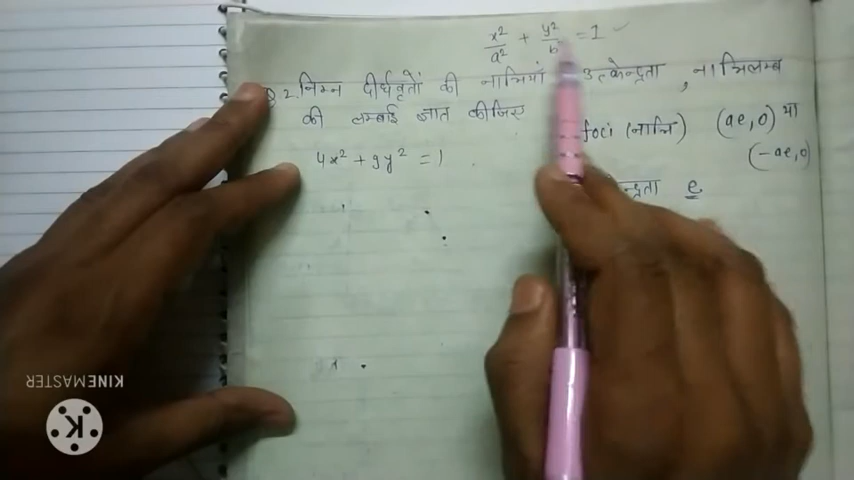 x²/a² + y²/b = 1
2. निम्न दीर्घवृतों की नाभियां उत्केन्द्रता , नाभिलम्ब
की लम्बाई ज्ञात कीजिए
foci (नाभि) (ae,0) या
(-ae,0)
4x² + 9y² = 1
न्द्रता e
KINEMASTER